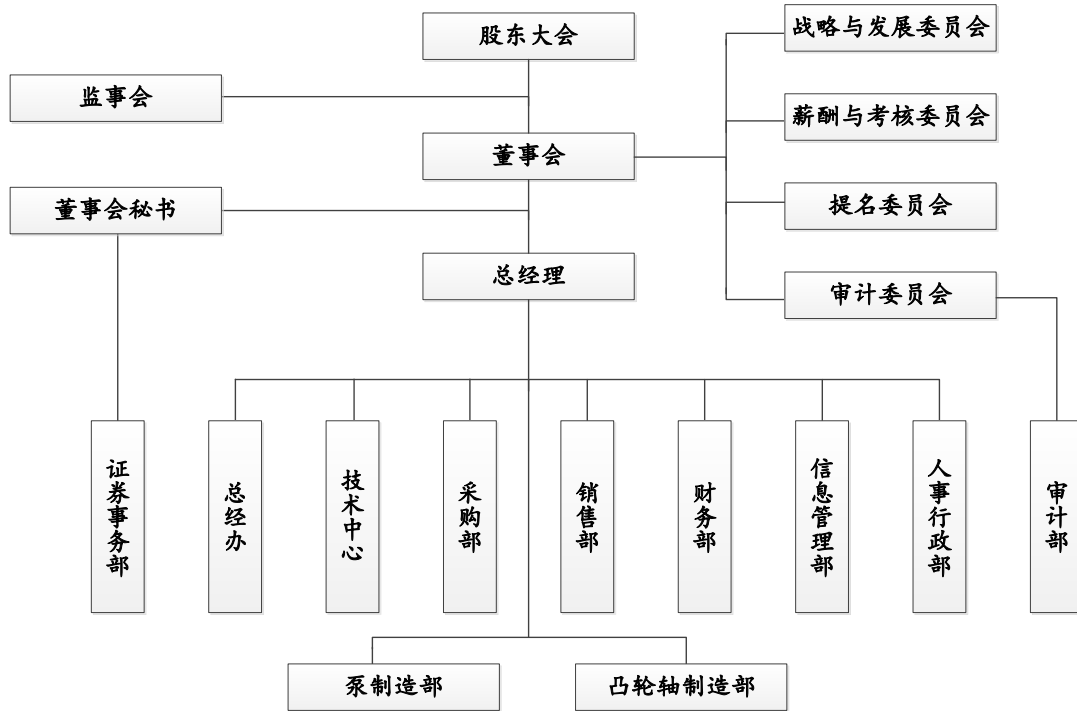 股东大会
战略与发展委员会
监事会
薪酬与考核委员会
董事会
董事会秘书
提名委员会
总经理
审计委员会
证券事务部
总经办
技术中心
采购部
销售部
财务部
信息管理部
人事行政部
审计部
泵制造部
凸轮轴制造部